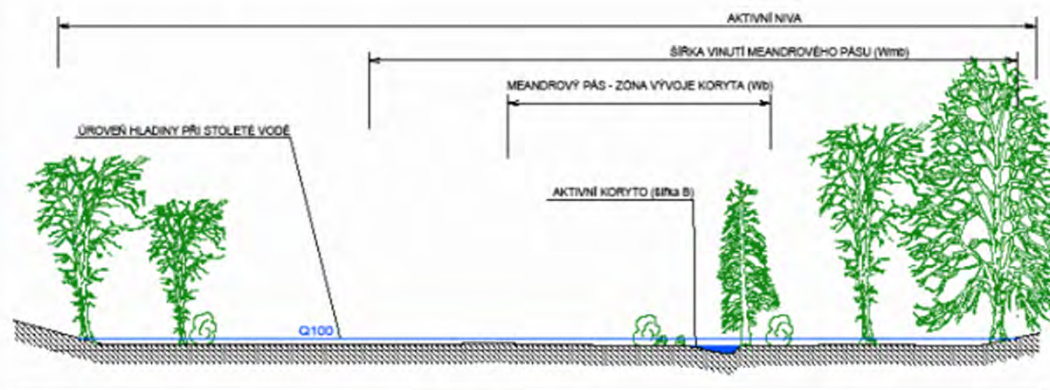 AKTIVNÍ NIVA
ŠÍŘKA VINUTÍ MEANDROVÉHO PÁSU (Wmb)
MEANDROVÝ PÁS - ZÓNA VÝVOJE KORYTA (Wb)
ÚROVEŇ HLADINY PŘI STOLETÉ VODĚ
AKTIVNÍ KORYTO (šířka B)
Q100